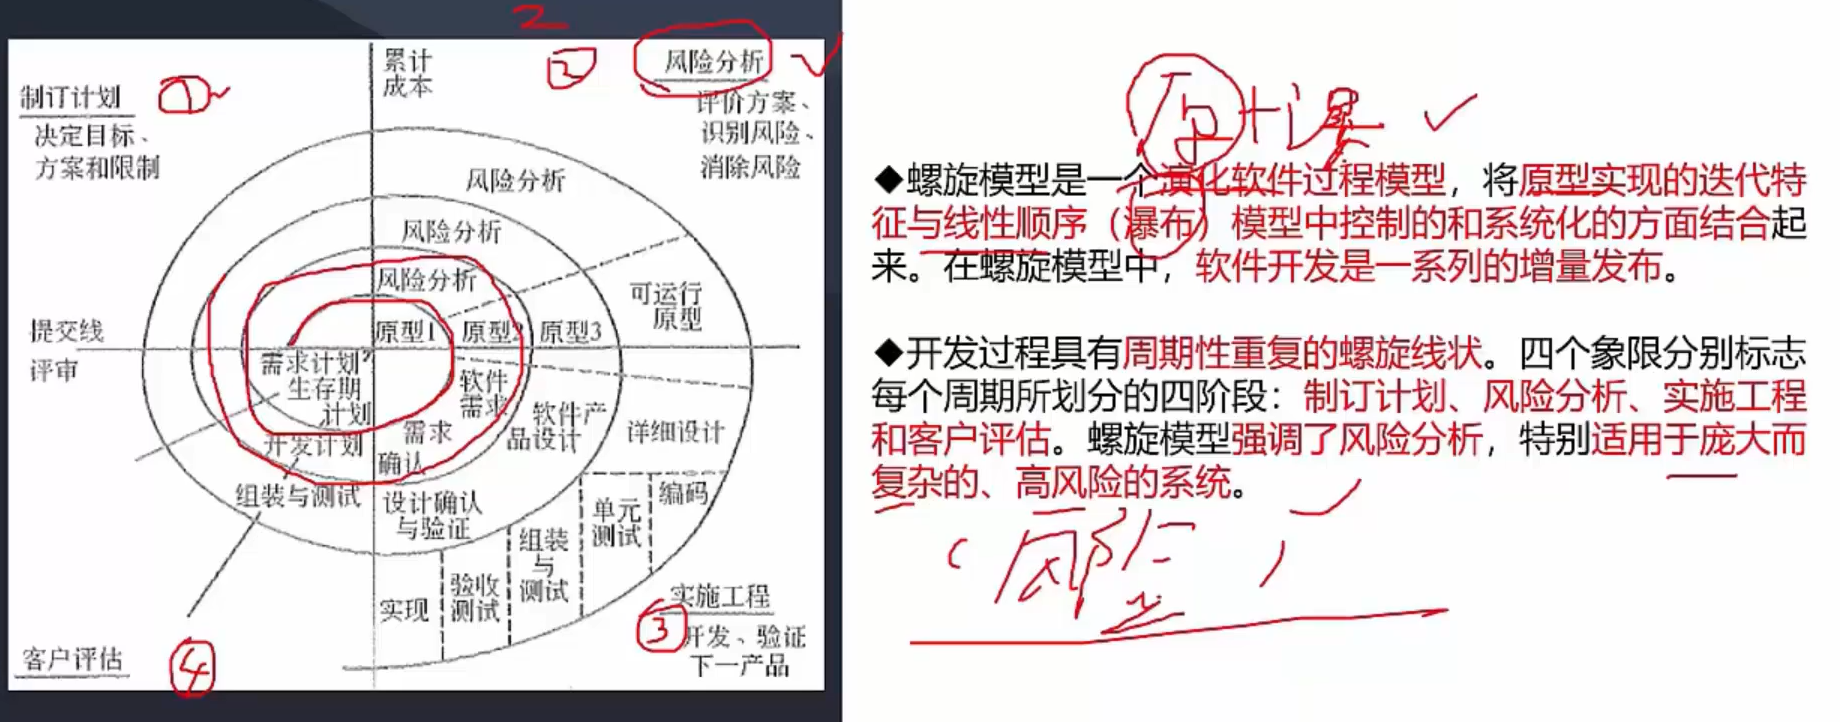 2
累计
成本
②
风险分析
制订计划
①
评价方案、
识别风险、
消除风险
决定目标、
方案和限制
风险分析
风险分析
风险分析
可运行
原型
提交线
原型1
原型2
原型3
评审
需求计划
生存期
计划
软件
需求
软件产
品设计
详细设计
开发计划
需求
确认
组装与测试
设计确认
与验证
编码
单元
测试
组装
与
测试
验收
测试
实现
实施工程
③
开发、验证
下一产品
客户评估
④
原+瀑
◆螺旋模型是一个演化软件过程模型，将原型实现的迭代特
征与线性顺序（瀑布）模型中控制的和系统化的方面结合起
来。在螺旋模型中，软件开发是一系列的增量发布。
◆开发过程具有周期性重复的螺旋线状。四个象限分别标志
每个周期所划分的四阶段：制订计划、风险分析、实施工程
和客户评估。螺旋模型强调了风险分析，特别适用于庞大而
复杂的、高风险的系统。
（风险）